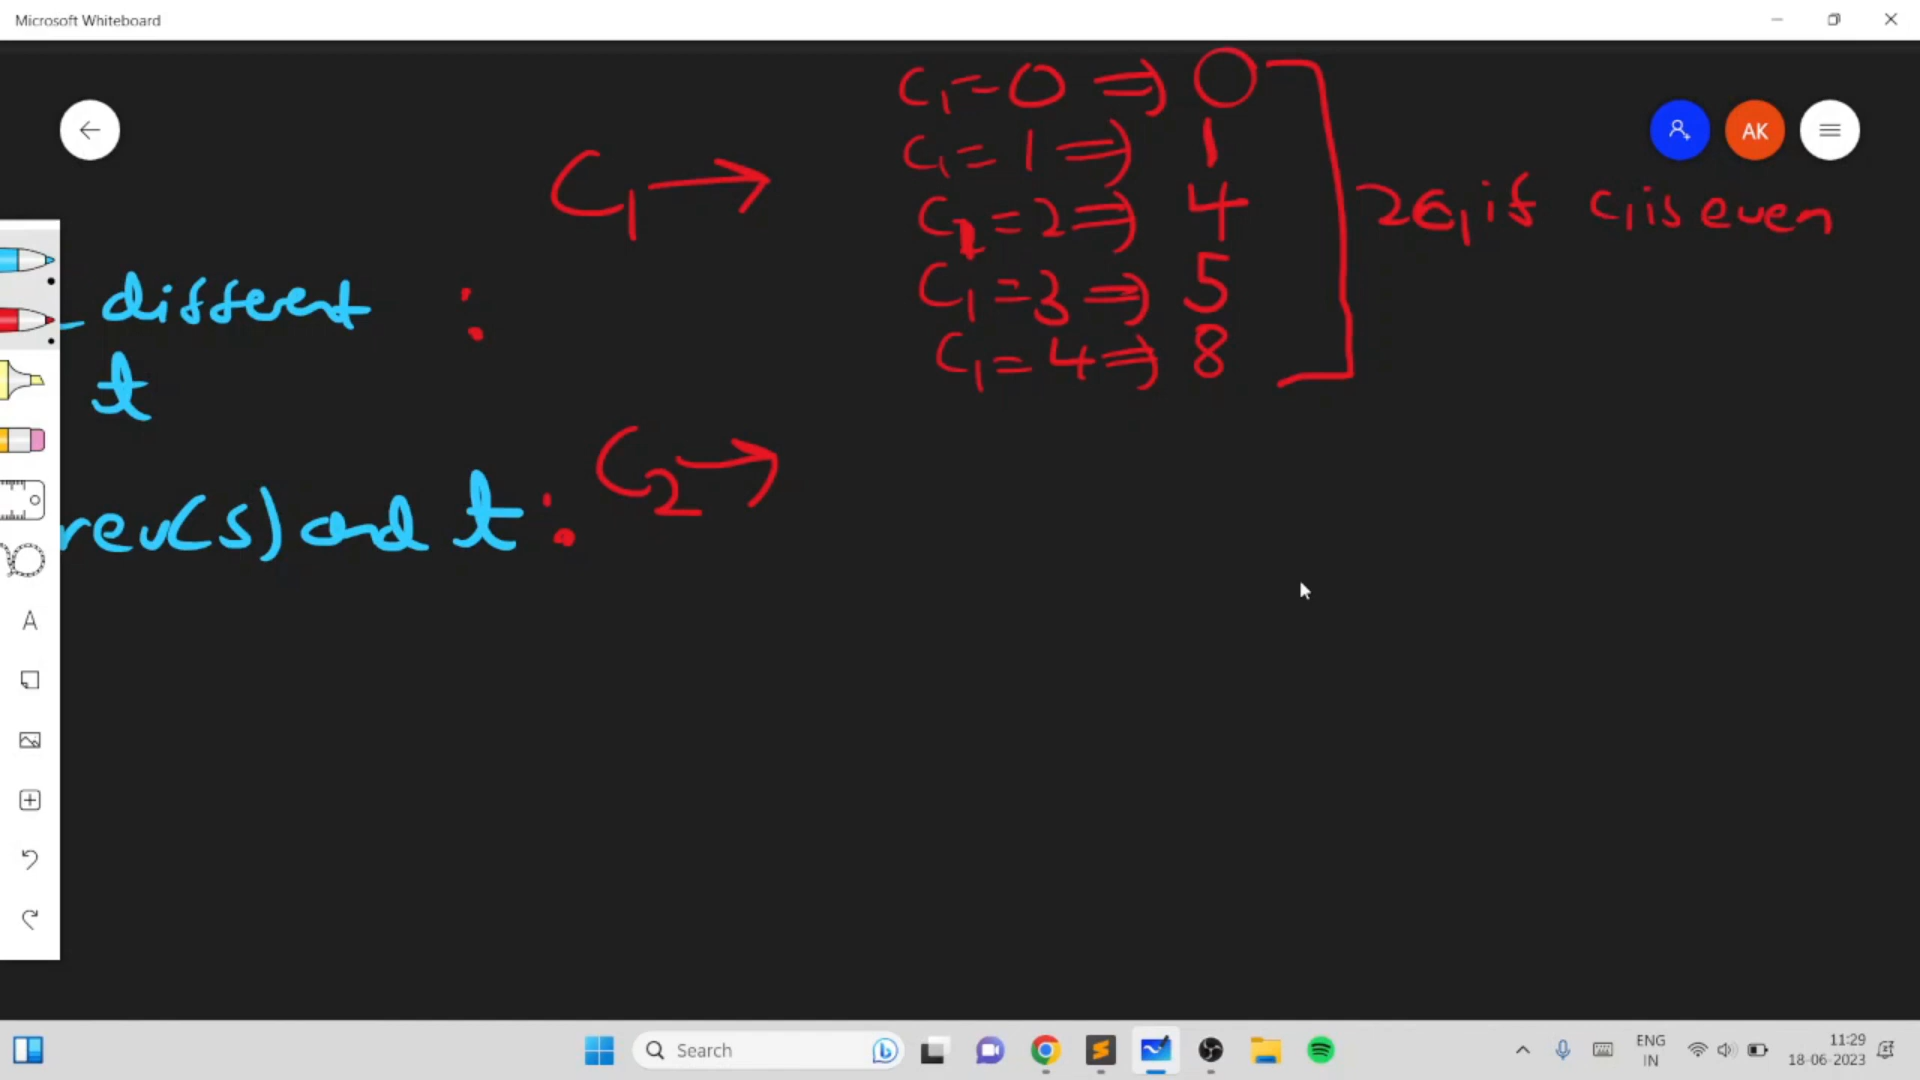 Microsoft Whiteboard
C1=0 ⇒ 0
C1=1 ⇒ 1
C1=2 ⇒ 4
C1=3 ⇒ 5
C1=4 ⇒ 8
2C1 if C1 is even
AK
C1 →
different :
t
rev(s) and t : C2 →
A
Search
ENG
IN
11:29
18-06-2023